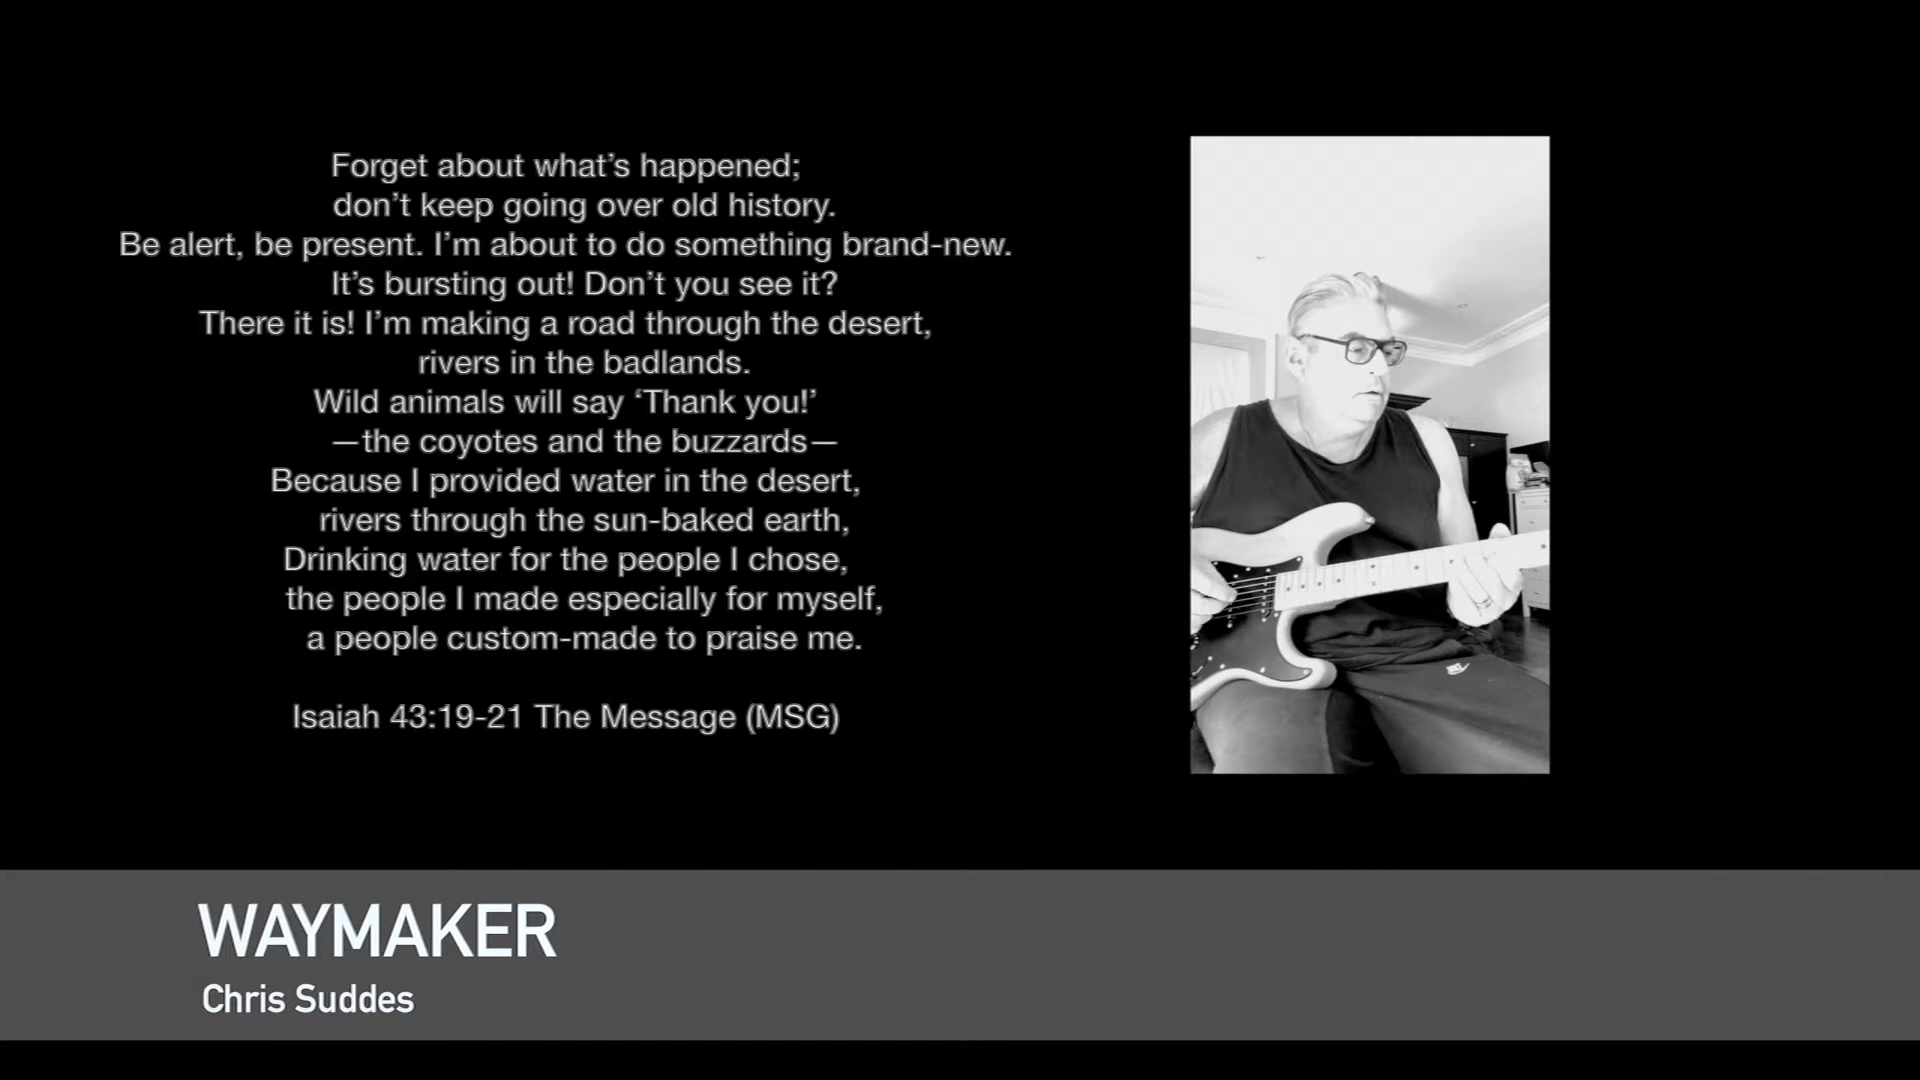 Forget about what’s happened;
don’t keep going over old history.
Be alert, be present. I’m about to do something brand-new.
It’s bursting out! Don’t you see it?
There it is! I’m making a road through the desert,
rivers in the badlands.
Wild animals will say ‘Thank you!’
—the coyotes and the buzzards—
Because I provided water in the desert,
rivers through the sun-baked earth,
Drinking water for the people I chose,
the people I made especially for myself,
a people custom-made to praise me.
Isaiah 43:19-21 The Message (MSG)
WAYMAKER
Chris Suddes